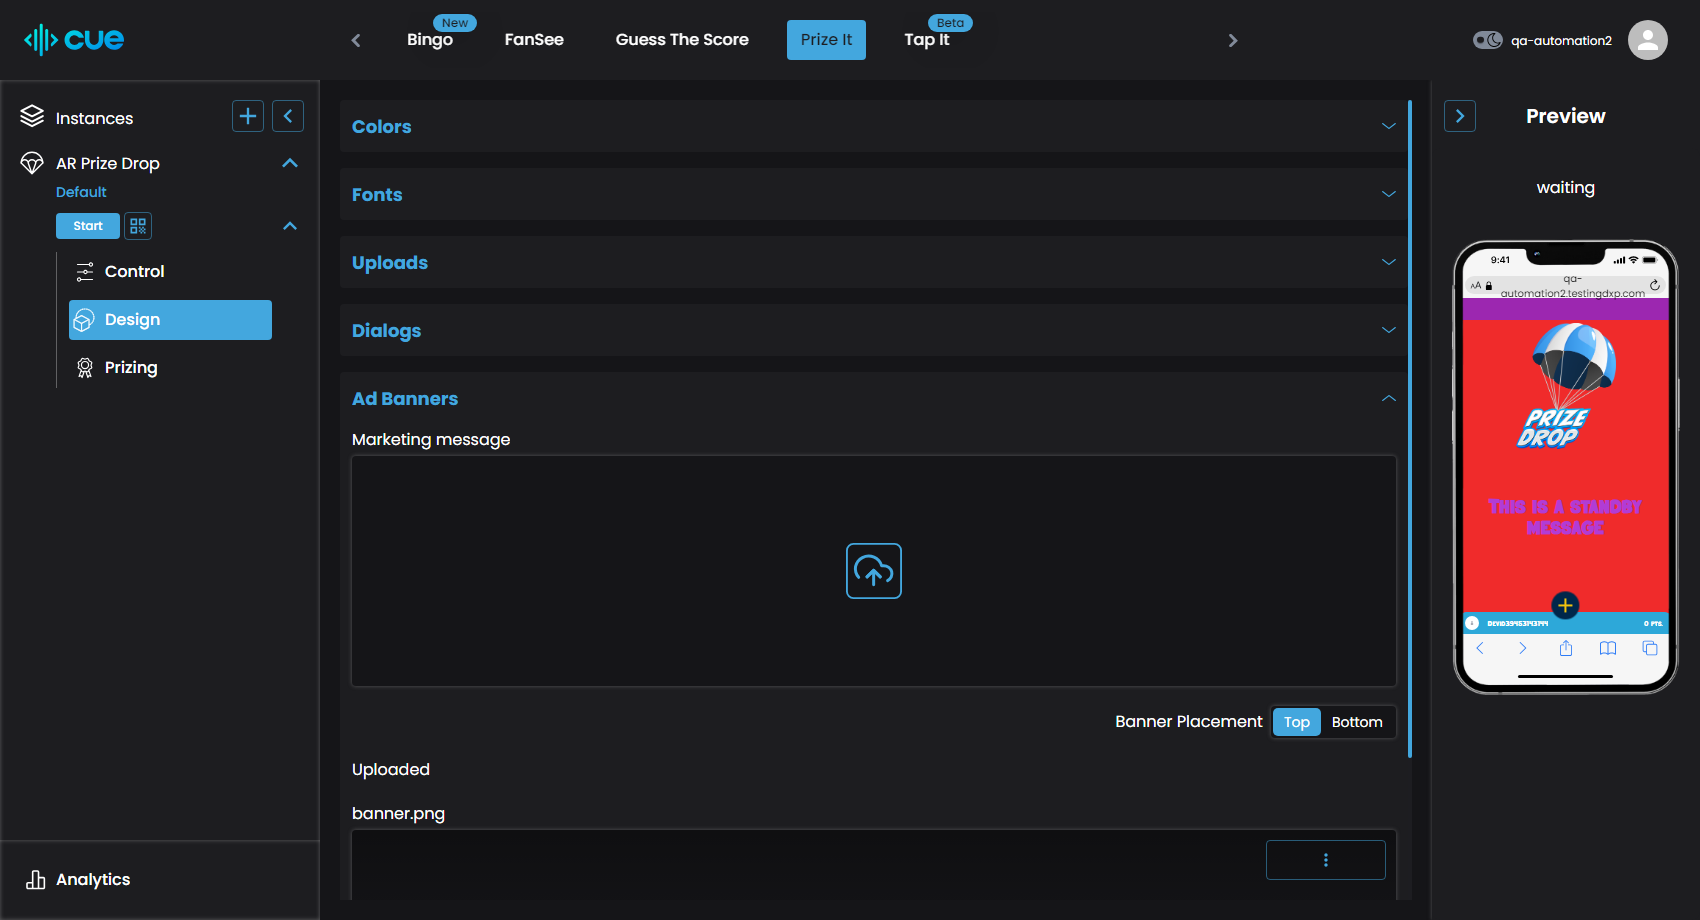 cue
Bingo
New
FanSee
Guess The Score
Prize It
Tap It
Beta
qa-automation2
Instances
AR Prize Drop
Default
Start
Control
Design
Prizing
Analytics
Colors
Fonts
Uploads
Dialogs
Ad Banners
Marketing message
Banner Placement
Top
Bottom
Uploaded
banner.png
Preview
waiting
9:41
AA
qa-
automation2.testingdxp.com
PRIZE
DROP
THIS IS A STANDBY
MESSAGE
0 PTS.